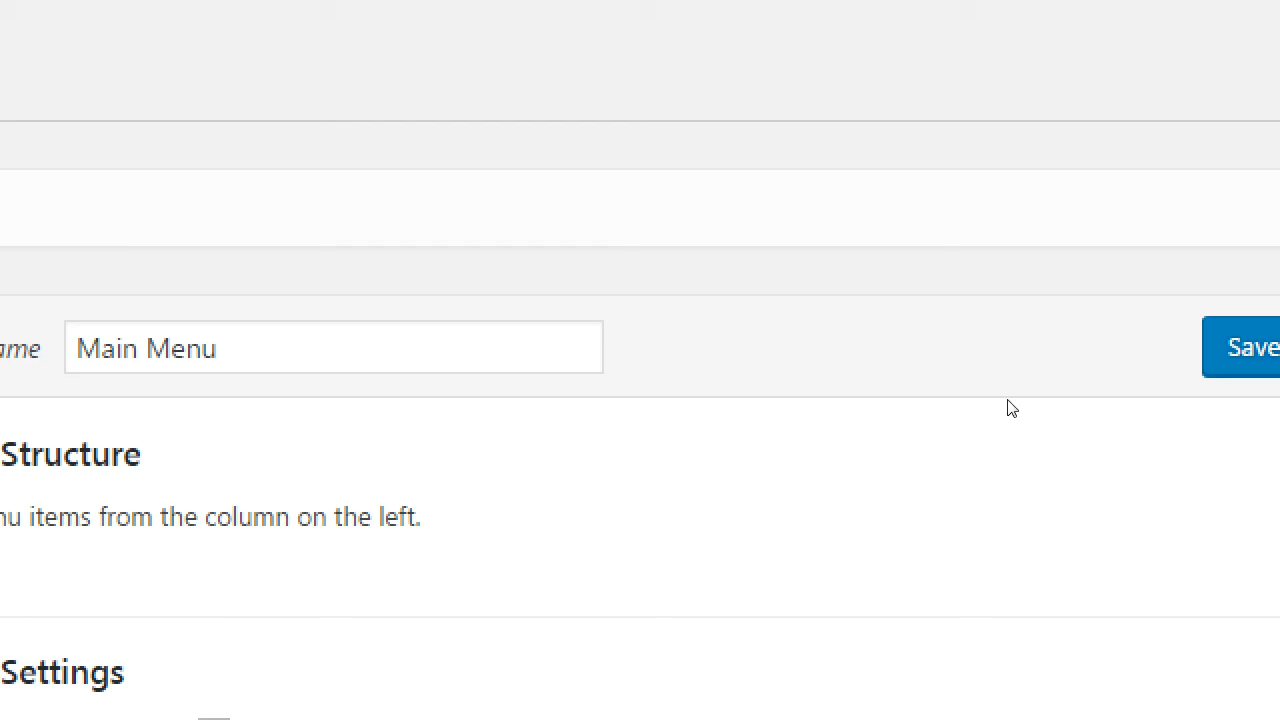 ame Main Menu Save
Structure
nu items from the column on the left.
Settings